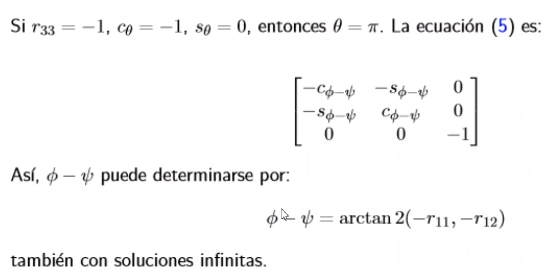 Si r₃₃ = −1, c_θ = −1, s_θ = 0, entonces θ = π. La ecuación (5) es:
[ −c_{ϕ−ψ} −s_{ϕ−ψ} 0
−s_{ϕ−ψ} c_{ϕ−ψ} 0
0 0 −1 ]
Así, ϕ − ψ puede determinarse por:
ϕ − ψ = arctan 2(−r₁₁, −r₁₂)
también con soluciones infinitas.